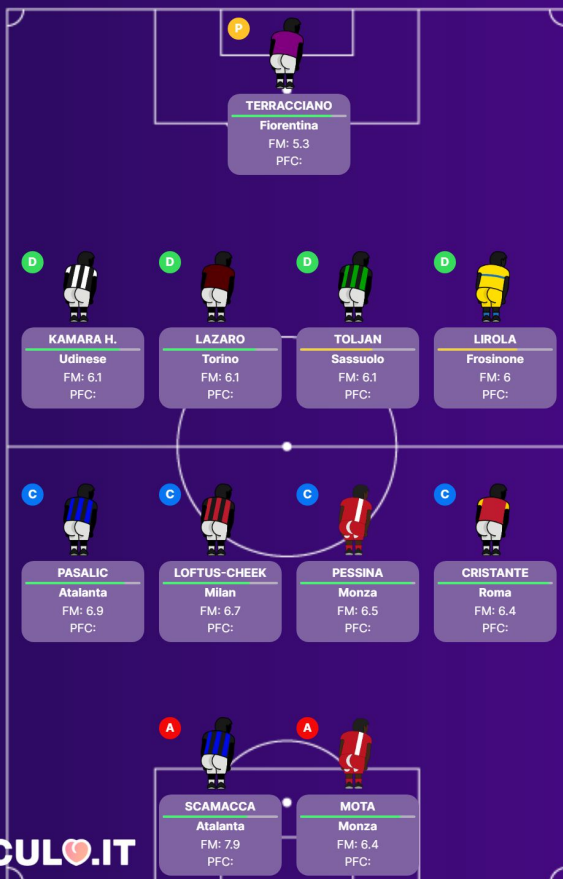 P
TERRACCIANO
Fiorentina
FM: 5.3
PFC:
D
D
D
D
KAMARA H.
Udinese
FM: 6.1
PFC:
LAZARO
Torino
FM: 6.1
PFC:
TOLJAN
Sassuolo
FM: 6.1
PFC:
LIROLA
Frosinone
FM: 6
PFC:
C
C
C
C
PASALIC
Atalanta
FM: 6.9
PFC:
LOFTUS-CHEEK
Milan
FM: 6.7
PFC:
PESSINA
Monza
FM: 6.5
PFC:
CRISTANTE
Roma
FM: 6.4
PFC:
A
A
SCAMACCA
Atalanta
FM: 7.9
PFC:
MOTA
Monza
FM: 6.4
PFC:
CULO.IT